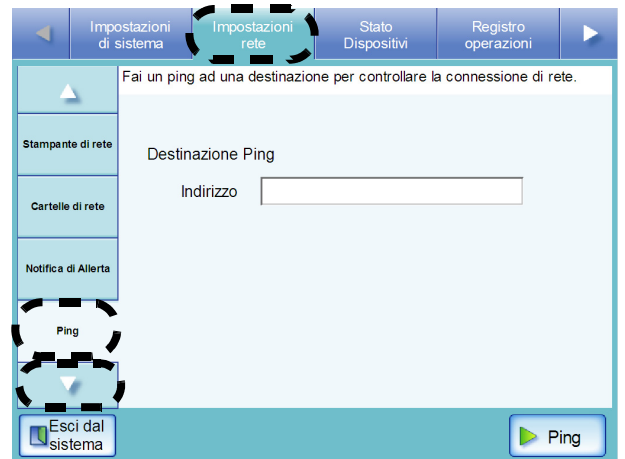 Impostazioni
di sistema
Impostazioni
rete
Stato
Dispositivi
Registro
operazioni
Fai un ping ad una destinazione per controllare la connessione di rete.
Stampante di rete
Destinazione Ping
Indirizzo
Cartelle di rete
Notifica di Allerta
Ping
Esci dal
sistema
Ping